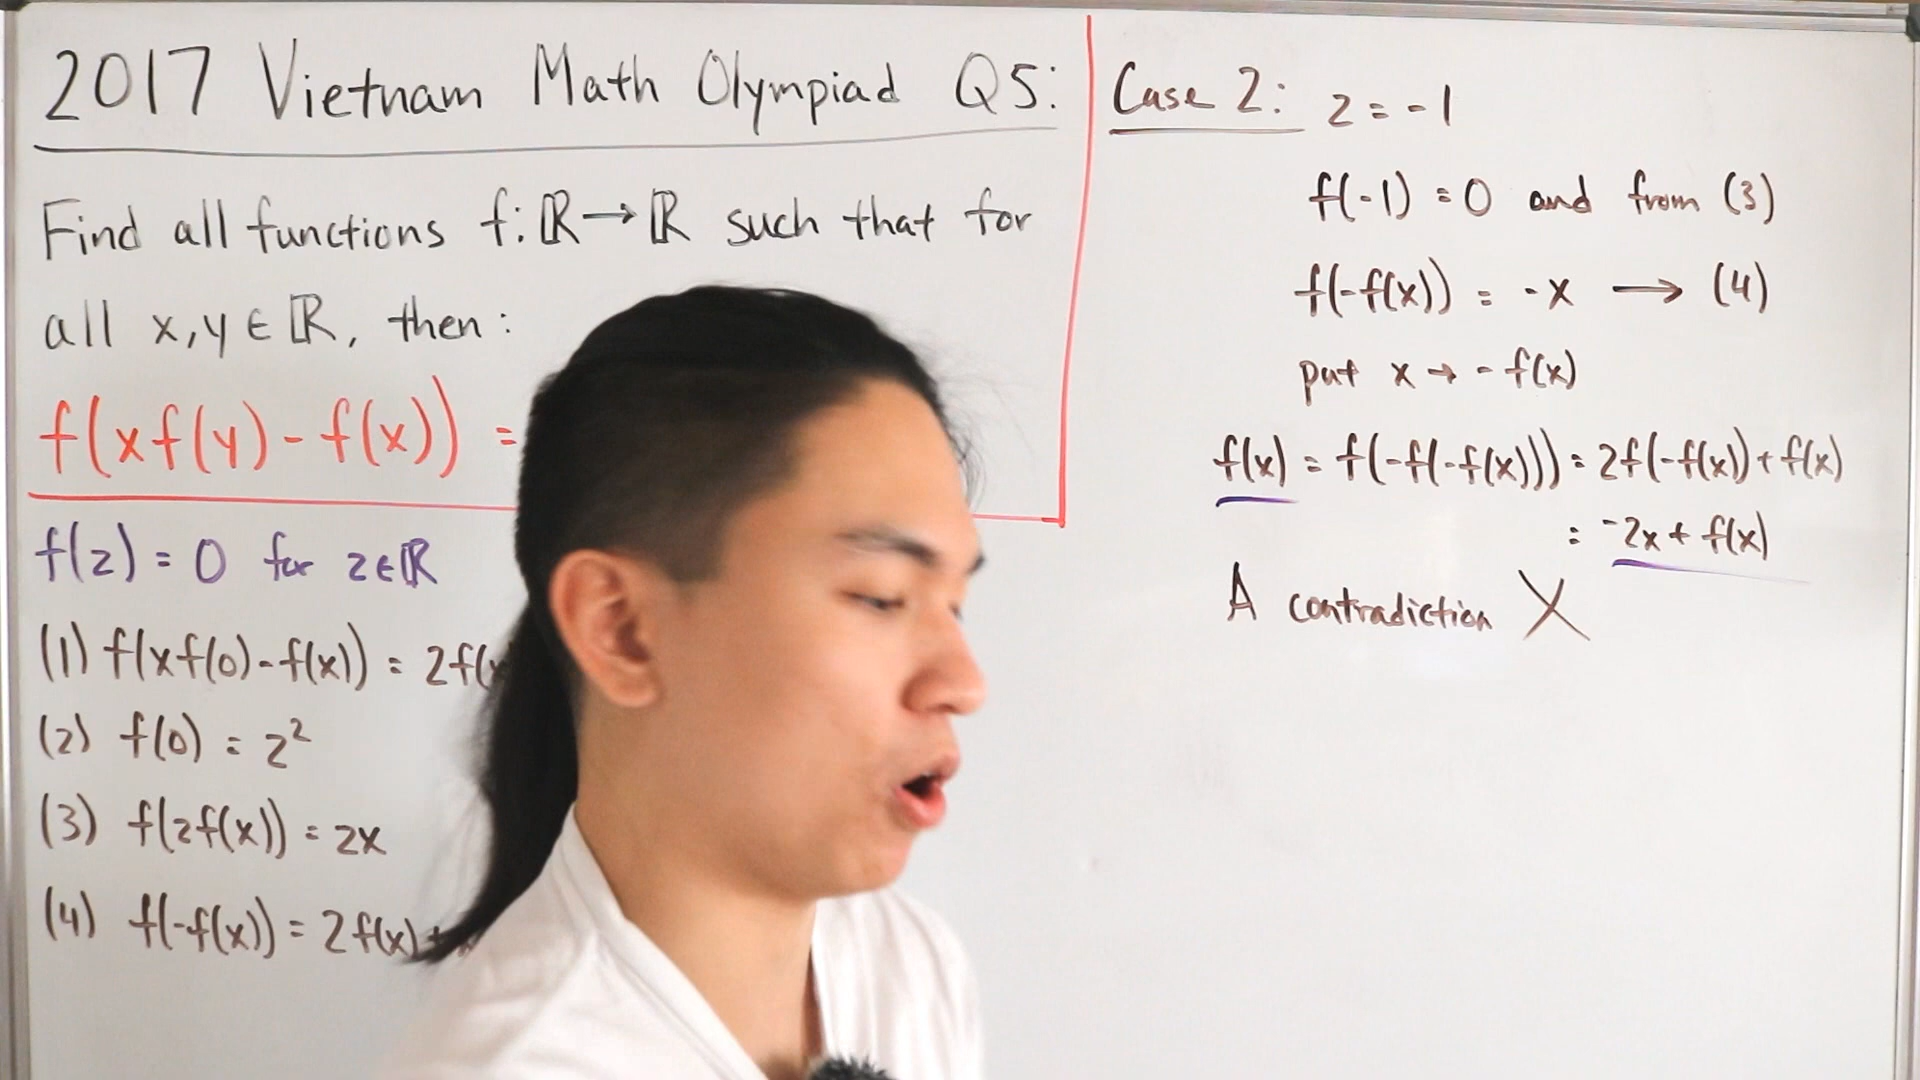 2017 Vietnam Math Olympiad Q5:
Find all functions f: ℝ → ℝ such that for
all x, y ∈ ℝ, then :
f(xf(y) - f(x)) =
f(z) = 0 for z ∈ ℝ
(1) f(xf(0) - f(x)) = 2f(x
(2) f(0) = z²
(3) f(zf(x)) = zx
(4) f(-f(x)) = 2f(x) +
Case 2: z = -1
f(-1) = 0 and from (3)
f(-f(x)) = -x → (4)
put x → -f(x)
f(x) = f(-f(-f(x))) = 2f(-f(x)) + f(x)
= -2x + f(x)
A contradiction X